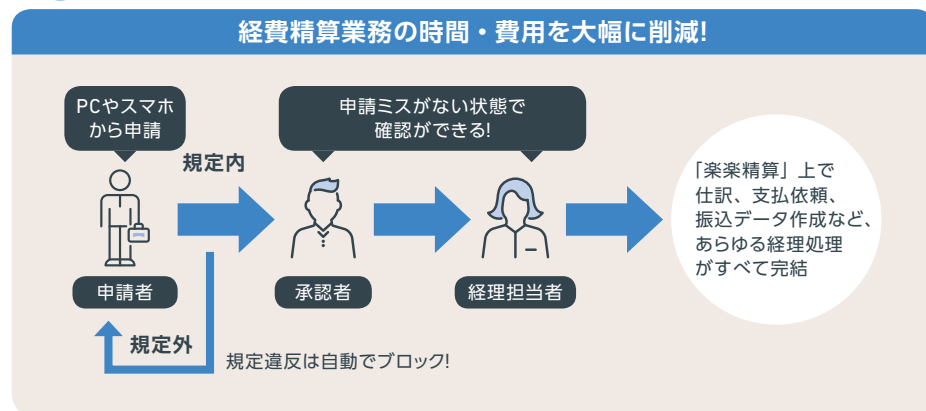 経費精算業務の時間・費用を大幅に削減!
PCやスマホ
から申請
申請ミスがない状態で
確認ができる!
規定内
申請者
承認者
経理担当者
「楽楽精算」上で
仕訳、支払依頼、
振込データ作成など、
あらゆる経理処理
がすべて完結
規定外
規定違反は自動でブロック!